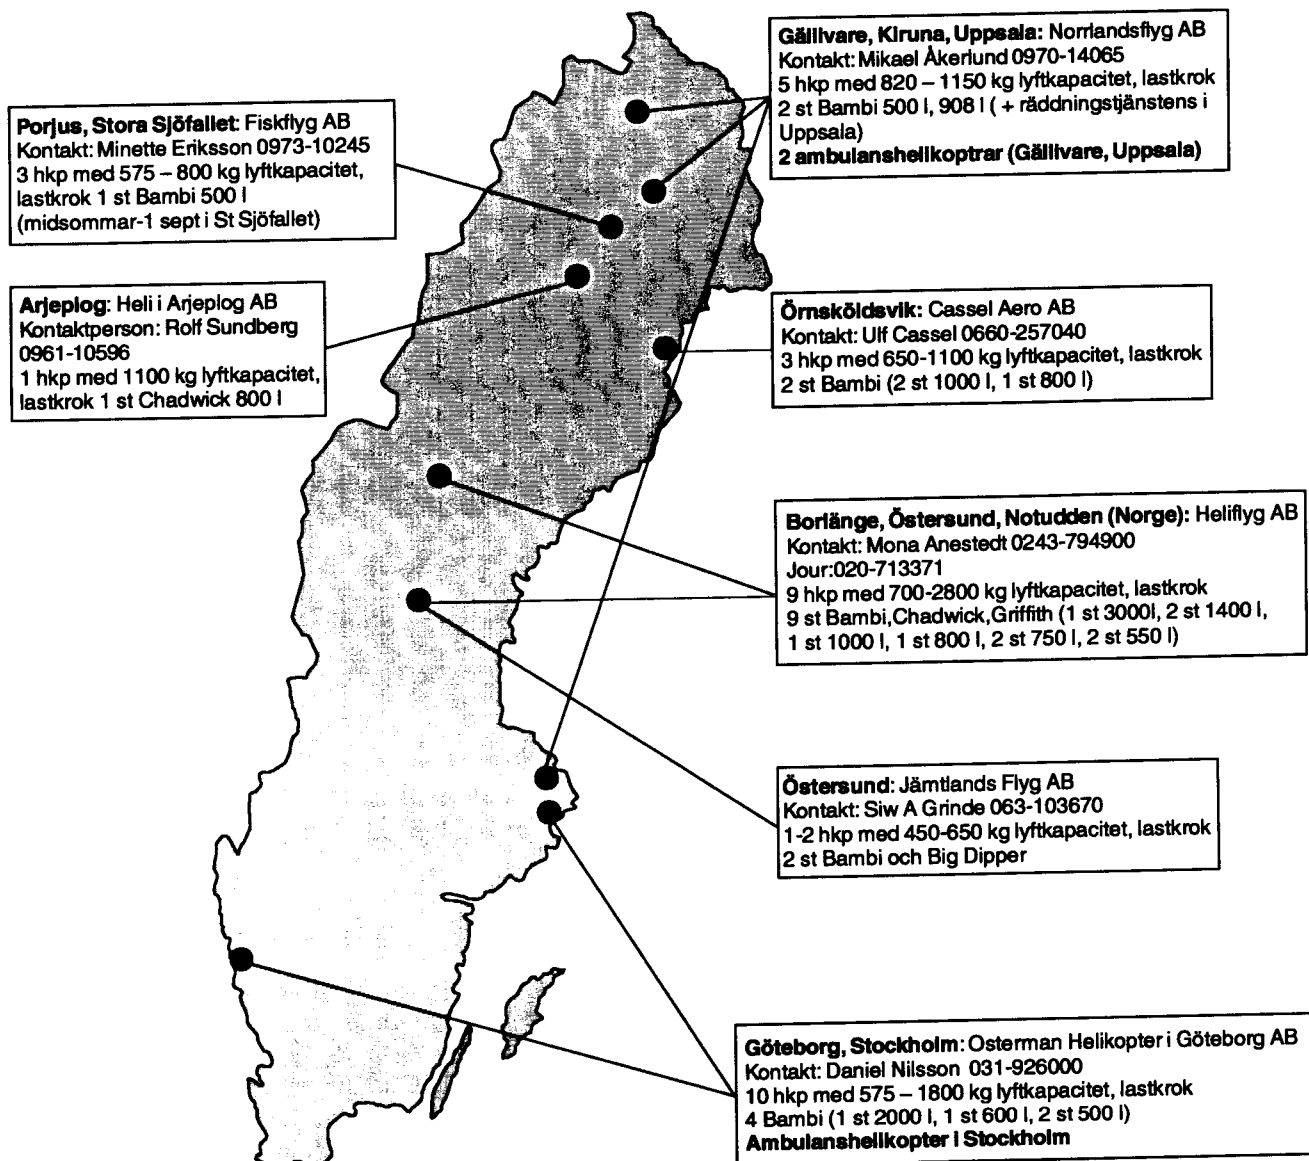 Gällivare, Kiruna, Uppsala: Norrlandsflyg AB
Kontakt: Mikael Åkerlund 0970-14065
5 hkp med 820 – 1150 kg lyftkapacitet, lastkrok
2 st Bambi 500 l, 908 l ( + räddningstjänstens i
Uppsala)
2 ambulanshelikoptrar (Gällivare, Uppsala)
Porjus, Stora Sjöfallet: Fiskflyg AB
Kontakt: Minette Eriksson 0973-10245
3 hkp med 575 – 800 kg lyftkapacitet,
lastkrok 1 st Bambi 500 l
(midsommar-1 sept i St Sjöfallet)
Arjeplog: Heli i Arjeplog AB
Kontaktperson: Rolf Sundberg
0961-10596
1 hkp med 1100 kg lyftkapacitet,
lastkrok 1 st Chadwick 800 l
Örnsköldsvik: Cassel Aero AB
Kontakt: Ulf Cassel 0660-257040
3 hkp med 650-1100 kg lyftkapacitet, lastkrok
2 st Bambi (2 st 1000 l, 1 st 800 l)
Borlänge, Östersund, Notudden (Norge): Heliflyg AB
Kontakt: Mona Anestedt 0243-794900
Jour:020-713371
9 hkp med 700-2800 kg lyftkapacitet, lastkrok
9 st Bambi,Chadwick,Griffith (1 st 3000l, 2 st 1400 l,
1 st 1000 l, 1 st 800 l, 2 st 750 l, 2 st 550 l)
Östersund: Jämtlands Flyg AB
Kontakt: Siw A Grinde 063-103670
1-2 hkp med 450-650 kg lyftkapacitet, lastkrok
2 st Bambi och Big Dipper
Göteborg, Stockholm: Osterman Helikopter i Göteborg AB
Kontakt: Daniel Nilsson 031-926000
10 hkp med 575 – 1800 kg lyftkapacitet, lastkrok
4 Bambi (1 st 2000 l, 1 st 600 l, 2 st 500 l)
Ambulanshelikopter i Stockholm